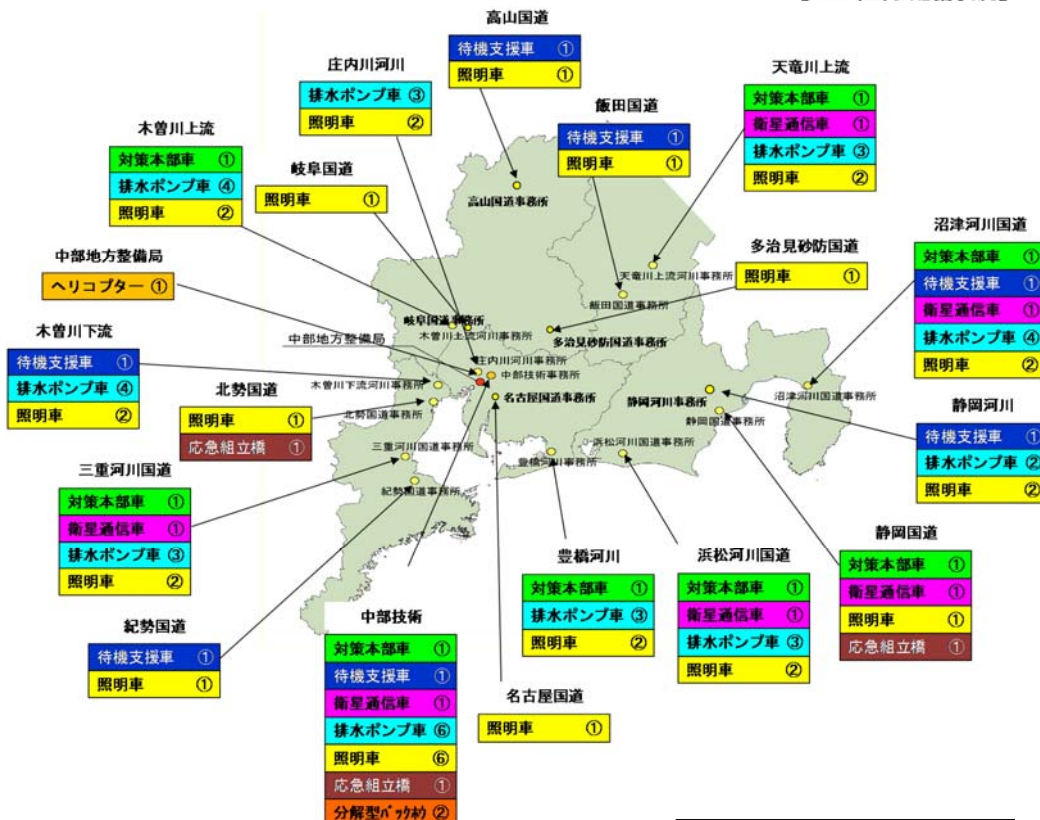 高山国道
待機支援車 ①
照明車 ①
庄内川河川
排水ポンプ車 ③
照明車 ②
天竜川上流
対策本部車 ①
衛星通信車 ①
排水ポンプ車 ③
照明車 ②
飯田国道
待機支援車 ①
照明車 ①
木曽川上流
対策本部車 ①
排水ポンプ車 ④
照明車 ②
岐阜国道
照明車 ①
沼津河川国道
対策本部車 ①
待機支援車 ①
衛星通信車 ①
排水ポンプ車 ④
照明車 ②
多治見砂防国道
照明車 ①
中部地方整備局
ヘリコプター ①
木曽川下流
待機支援車 ①
排水ポンプ車 ④
照明車 ②
北勢国道
照明車 ①
応急組立橋 ①
高山国道事務所
天竜川上流河川事務所
飯田国道事務所
岐阜国道事務所
木曽川上流河川事務所
多治見砂防国道事務所
中部地方整備局
庄内川河川事務所
中部技術事務所
木曽川下流河川事務所
名古屋国道事務所
北勢国道事務所
静岡河川事務所
静岡国道事務所
沼津河川国道事務所
三重河川国道事務所
浜松河川国道事務所
豊橋河川事務所
紀勢国道事務所
静岡河川
待機支援車 ①
排水ポンプ車 ②
照明車 ②
三重河川国道
対策本部車 ①
衛星通信車 ①
排水ポンプ車 ③
照明車 ②
静岡国道
対策本部車 ①
衛星通信車 ①
照明車 ①
応急組立橋 ①
豊橋河川
対策本部車 ①
排水ポンプ車 ③
照明車 ②
浜松河川国道
対策本部車 ①
衛星通信車 ①
排水ポンプ車 ③
照明車 ②
紀勢国道
待機支援車 ①
照明車 ①
中部技術
対策本部車 ①
待機支援車 ①
衛星通信車 ①
排水ポンプ車 ⑥
照明車 ⑥
応急組立橋 ①
分解型ﾊﾞｯｸﾎｳ ②
名古屋国道
照明車 ①